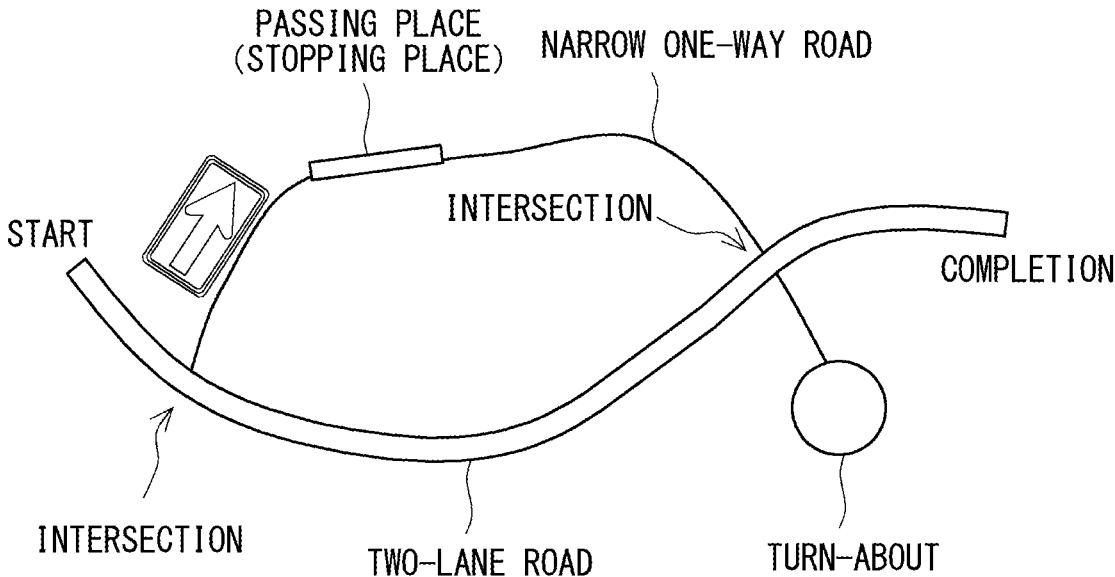 PASSING PLACE
(STOPPING PLACE)
NARROW ONE-WAY ROAD
INTERSECTION
START
COMPLETION
INTERSECTION
TWO-LANE ROAD
TURN-ABOUT